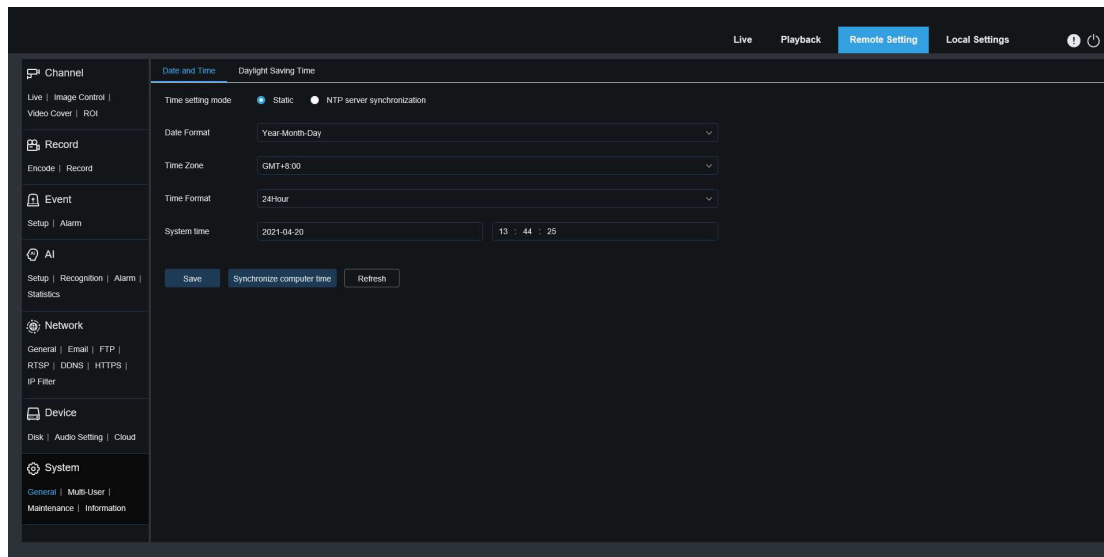 Live Playback Remote Setting Local Settings
Channel
Live | Image Control |
Video Cover | ROI
Record
Encode | Record
Event
Setup | Alarm
AI
Setup | Recognition | Alarm |
Statistics
Network
General | Email | FTP |
RTSP | DDNS | HTTPS |
IP Filter
Device
Disk | Audio Setting | Cloud
System
General | Multi-User |
Maintenance | Information
Date and Time Daylight Saving Time
Time setting mode Static NTP server synchronization
Date Format Year-Month-Day
Time Zone GMT+8:00
Time Format 24Hour
System time 2021-04-20 13 : 44 : 25
Save Synchronize computer time Refresh